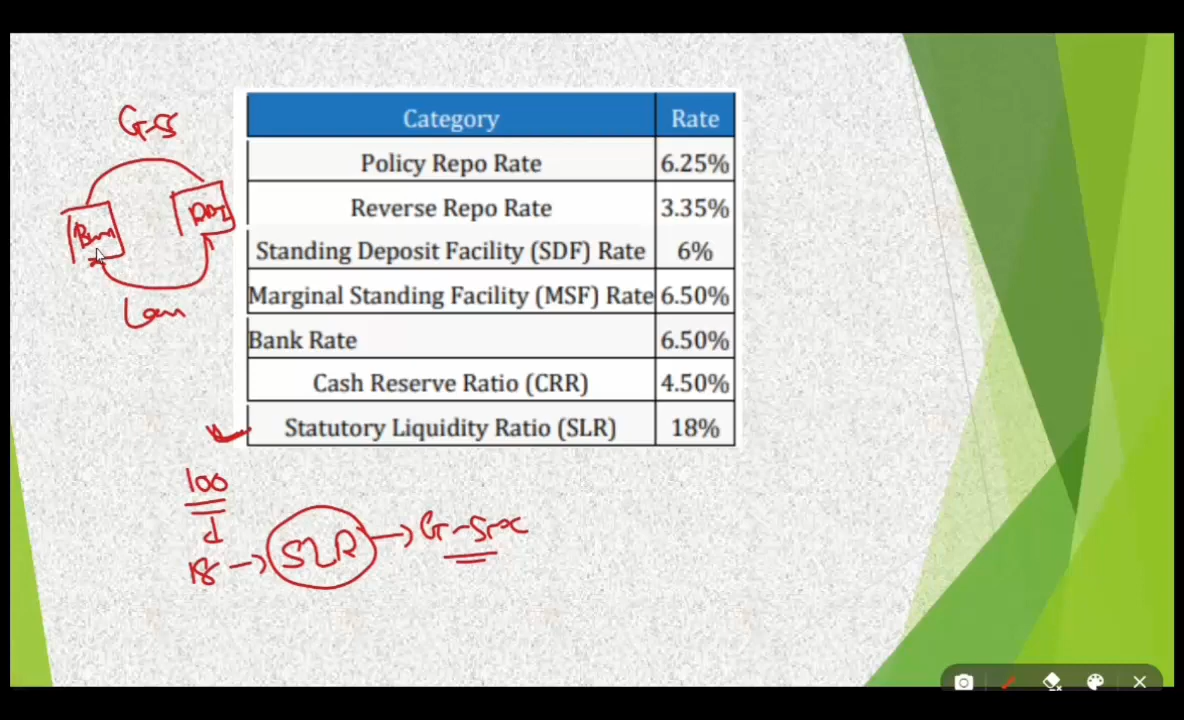 Category Rate
Policy Repo Rate 6.25%
Reverse Repo Rate 3.35%
Standing Deposit Facility (SDF) Rate 6%
Marginal Standing Facility (MSF) Rate 6.50%
Bank Rate 6.50%
Cash Reserve Ratio (CRR) 4.50%
Statutory Liquidity Ratio (SLR) 18%
100
18 SLR